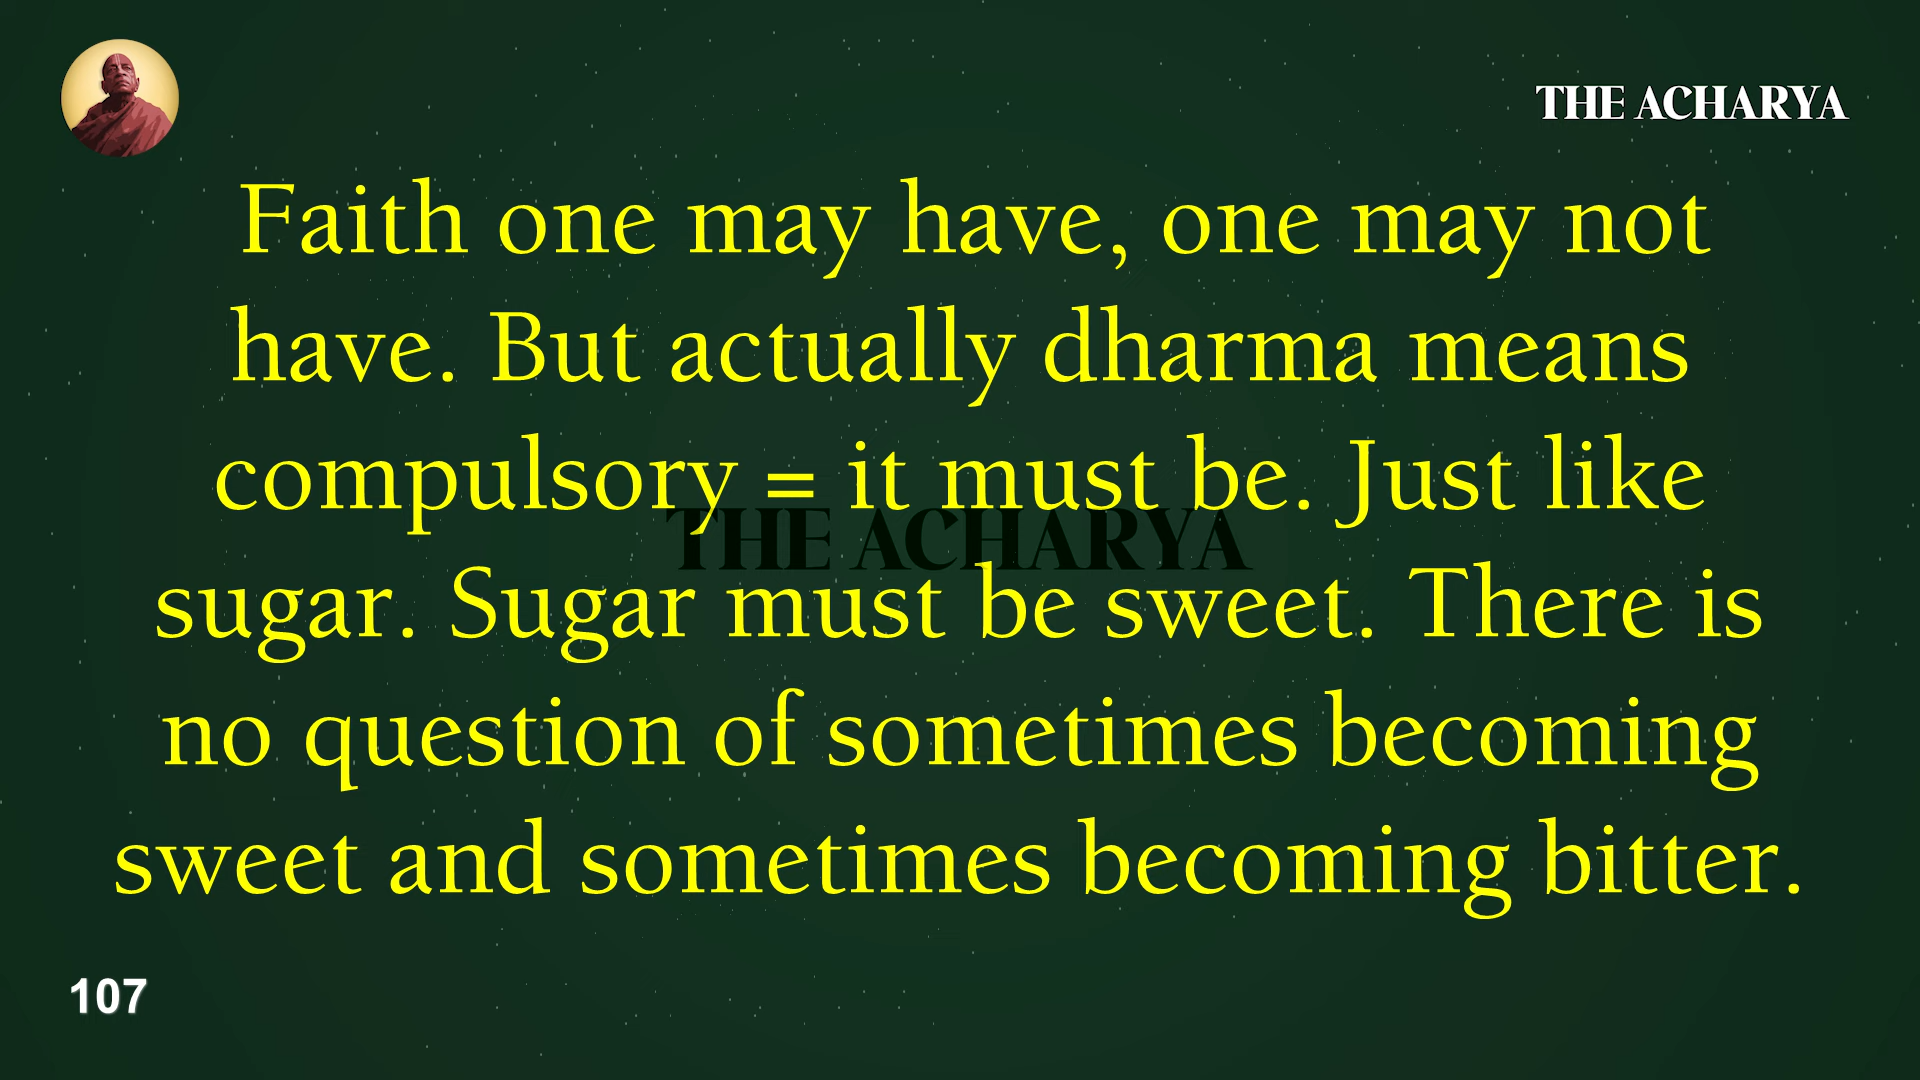 THE ACHARYA
Faith one may have, one may not
have. But actually dharma means
compulsory = it must be. Just like
THE ACHARYA
sugar. Sugar must be sweet. There is
no question of sometimes becoming
sweet and sometimes becoming bitter.
107